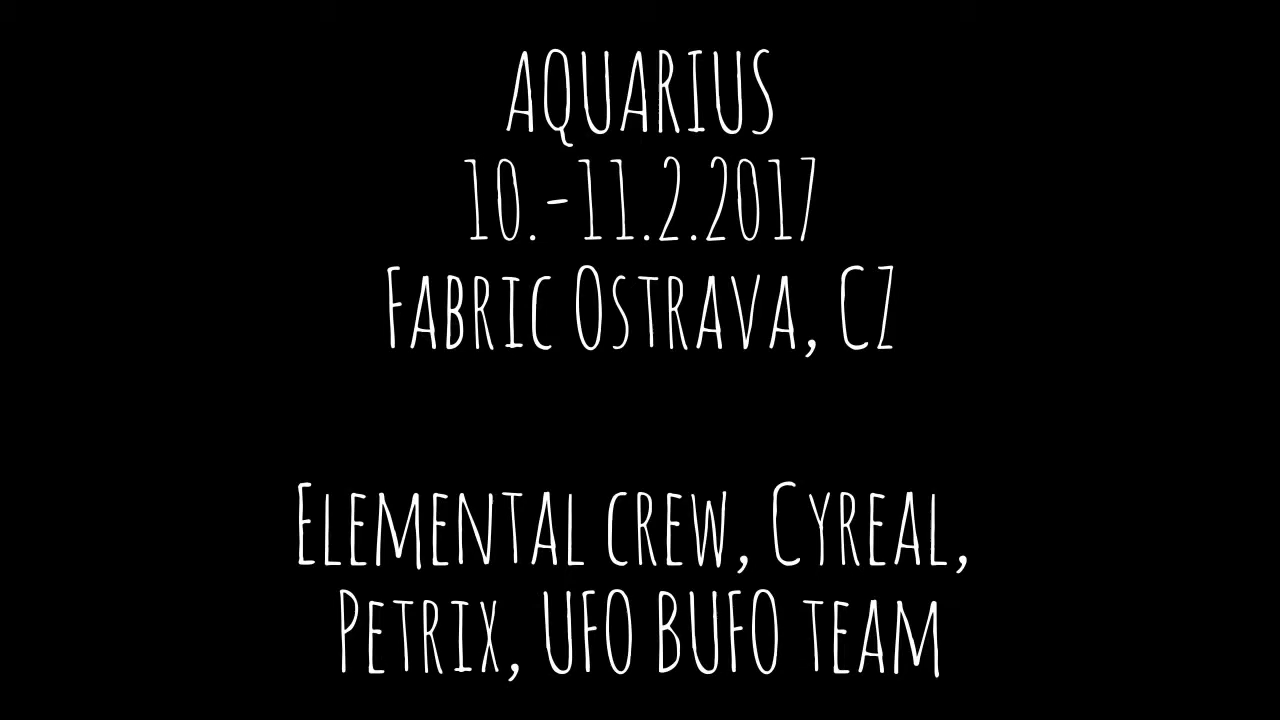 AQUARIUS
10.-11.2.2017
Fabric Ostrava, CZ
Elemental crew, Cyreal,
Petrix, UFO BUFO team